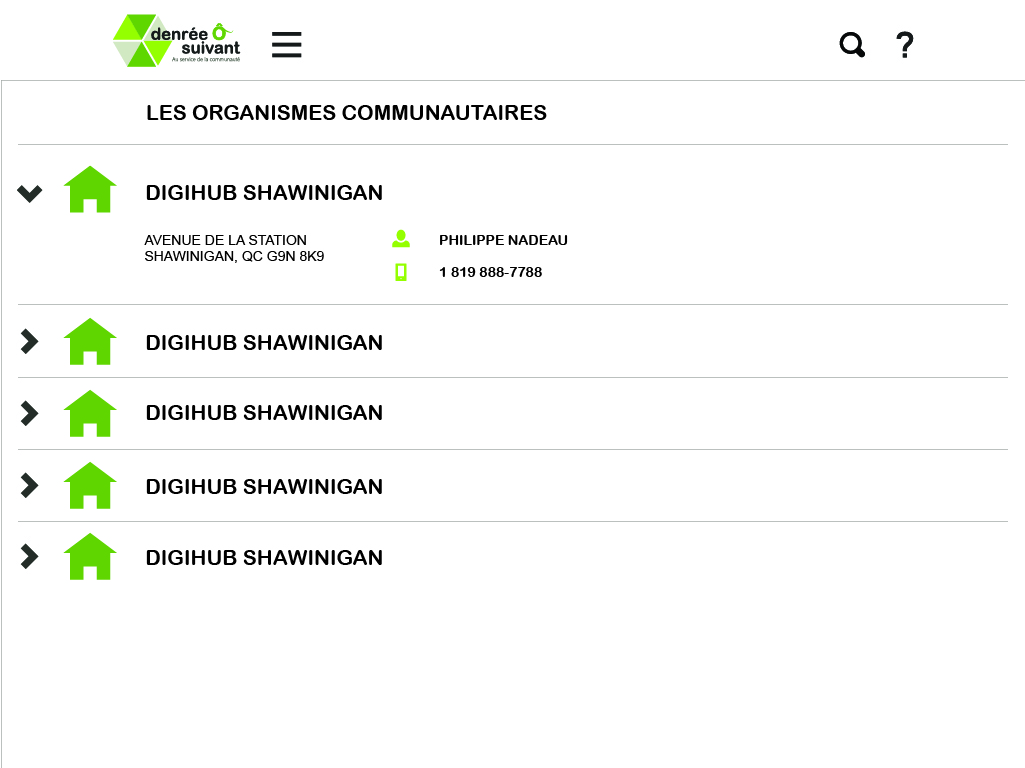 denrée Ô
suivant
Au service de la communauté
?
LES ORGANISMES COMMUNAUTAIRES
DIGIHUB SHAWINIGAN
AVENUE DE LA STATION
SHAWINIGAN, QC G9N 8K9
PHILIPPE NADEAU
1 819 888-7788
DIGIHUB SHAWINIGAN
DIGIHUB SHAWINIGAN
DIGIHUB SHAWINIGAN
DIGIHUB SHAWINIGAN